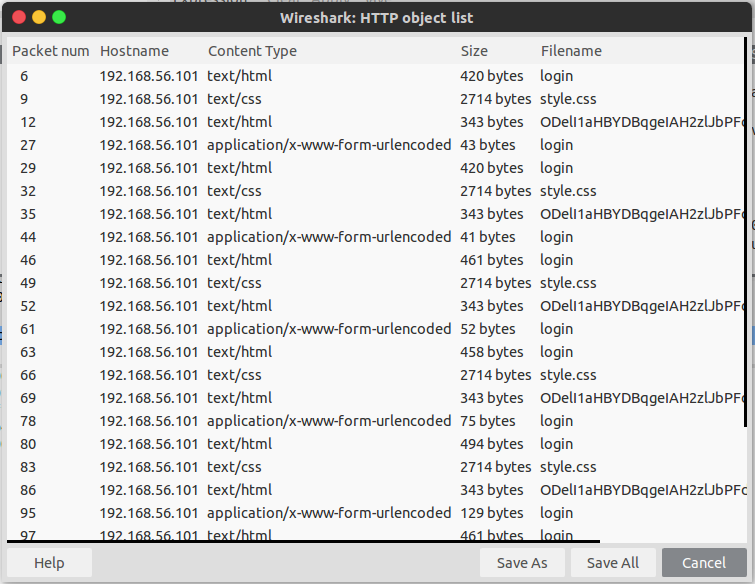 Wireshark: HTTP object list
Packet num Hostname Content Type Size Filename
6 192.168.56.101 text/html 420 bytes login
9 192.168.56.101 text/css 2714 bytes style.css
12 192.168.56.101 text/html 343 bytes
27 192.168.56.101 application/x-www-form-urlencoded 43 bytes login
29 192.168.56.101 text/html 420 bytes login
32 192.168.56.101 text/css 2714 bytes style.css
35 192.168.56.101 text/html 343 bytes
44 192.168.56.101 application/x-www-form-urlencoded 41 bytes login
46 192.168.56.101 text/html 461 bytes login
49 192.168.56.101 text/css 2714 bytes style.css
52 192.168.56.101 text/html 343 bytes
61 192.168.56.101 application/x-www-form-urlencoded 52 bytes login
63 192.168.56.101 text/html 458 bytes login
66 192.168.56.101 text/css 2714 bytes style.css
69 192.168.56.101 text/html 343 bytes
78 192.168.56.101 application/x-www-form-urlencoded 75 bytes login
80 192.168.56.101 text/html 494 bytes login
83 192.168.56.101 text/css 2714 bytes style.css
86 192.168.56.101 text/html 343 bytes
95 192.168.56.101 application/x-www-form-urlencoded 129 bytes login
97 192.168.56.101 text/html 461 bytes login
Help Save As Save All Cancel